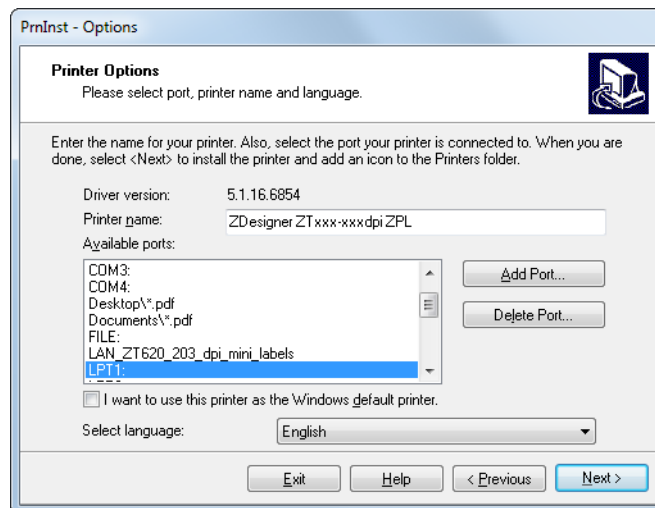 PrnInst - Options
Printer Options
Please select port, printer name and language.
Enter the name for your printer. Also, select the port your printer is connected to. When you are
done, select <Next> to install the printer and add an icon to the Printers folder.
Driver version: 5.1.16.6854
Printer name: ZDesigner ZTxxx-xxxdpi ZPL
Available ports:
COM3:
COM4:
Desktop\*.pdf
Documents\*.pdf
FILE:
LAN_ZT620_203_dpi_mini_labels
LPT1:
Add Port...
Delete Port...
I want to use this printer as the Windows default printer.
Select language: English
Exit Help < Previous Next >